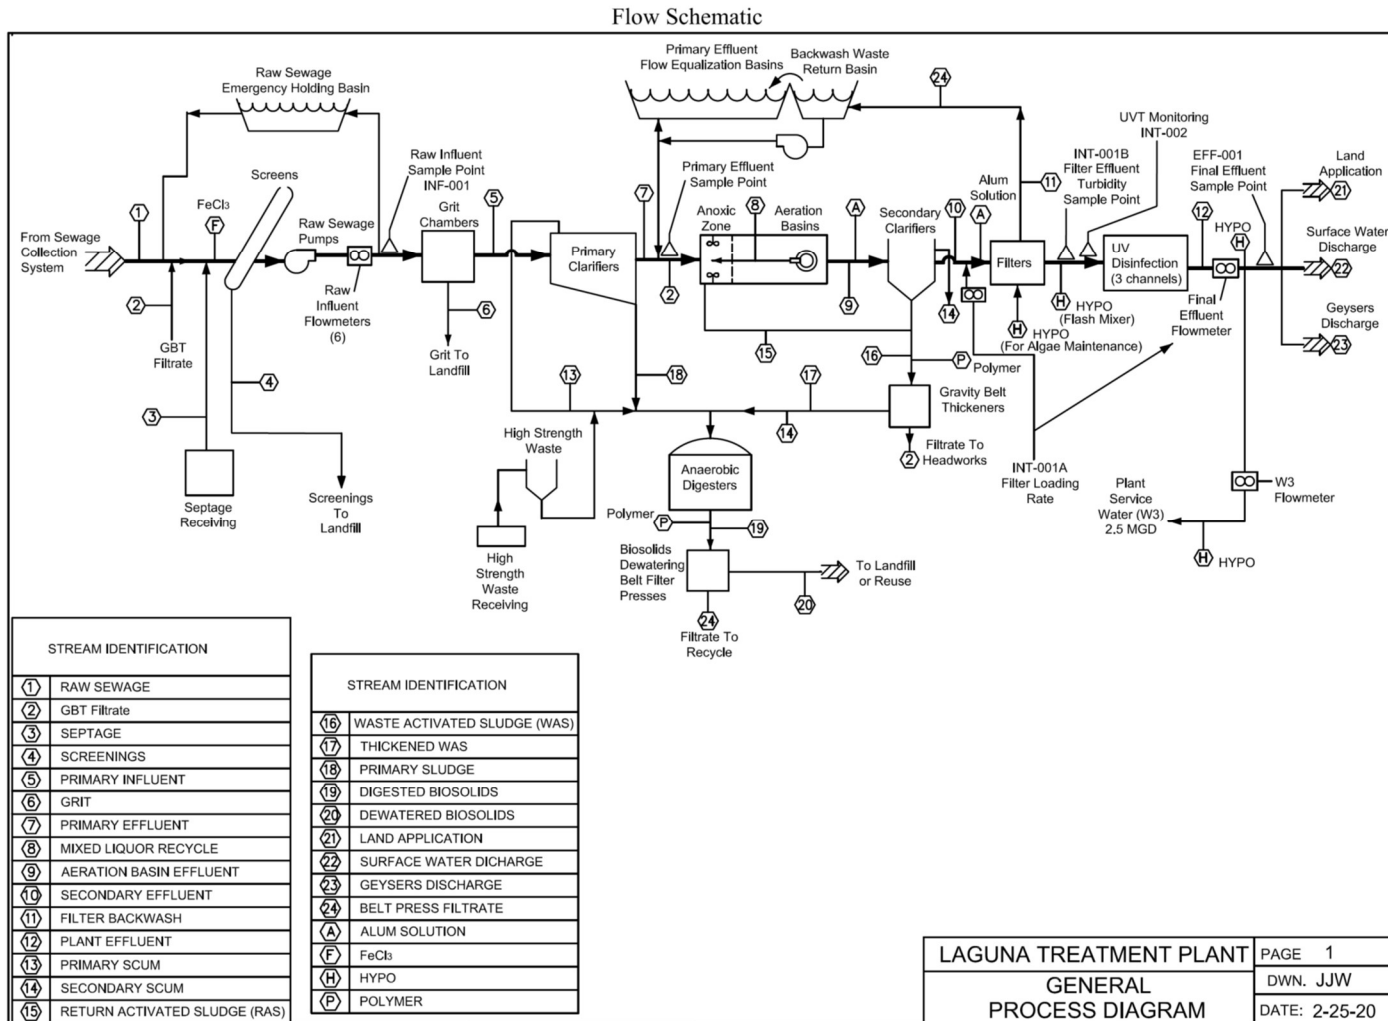 Flow Schematic
Raw Sewage
Emergency Holding Basin
Primary Effluent
Flow Equalization Basins
Backwash Waste
Return Basin
24
UVT Monitoring
INT-002
Screens
FeCl3
F
1
Raw Sewage
Pumps
Raw Influent
Sample Point
INF-001
Grit
Chambers
5
7
Primary Effluent
Sample Point
Anoxic
Zone
8
Aeration
Basins
A
Secondary
Clarifiers
10
Alum
Solution
A
11
INT-001B
Filter Effluent
Turbidity
Sample Point
EFF-001
Final Effluent
Sample Point
12
HYPO
H
Land
Application
21
From Sewage
Collection
System
Primary
Clarifiers
Filters
UV
Disinfection
(3 channels)
Surface Water
Discharge
22
2
GBT
Filtrate
Raw
Influent
Flowmeters
(6)
6
Grit To
Landfill
2
9
14
H
HYPO
(For Algae Maintenance)
H
HYPO
(Flash Mixer)
Final
Effluent
Flowmeter
Geysers
Discharge
23
15
16
P
Polymer
4
3
13
18
17
14
Gravity Belt
Thickeners
2
Filtrate To
Headworks
INT-001A
Filter Loading
Rate
Septage
Receiving
Screenings
To
Landfill
High Strength
Waste
High
Strength
Waste
Receiving
Anaerobic
Digesters
Polymer
P
19
Biosolids
Dewatering
Belt Filter
Presses
20
To Landfill
or Reuse
24
Filtrate To
Recycle
Plant
Service
Water (W3)
2.5 MGD
W3
Flowmeter
H
HYPO
STREAM IDENTIFICATION
1 RAW SEWAGE
2 GBT Filtrate
3 SEPTAGE
4 SCREENINGS
5 PRIMARY INFLUENT
6 GRIT
7 PRIMARY EFFLUENT
8 MIXED LIQUOR RECYCLE
9 AERATION BASIN EFFLUENT
10 SECONDARY EFFLUENT
11 FILTER BACKWASH
12 PLANT EFFLUENT
13 PRIMARY SCUM
14 SECONDARY SCUM
15 RETURN ACTIVATED SLUDGE (RAS)
STREAM IDENTIFICATION
16 WASTE ACTIVATED SLUDGE (WAS)
17 THICKENED WAS
18 PRIMARY SLUDGE
19 DIGESTED BIOSOLIDS
20 DEWATERED BIOSOLIDS
21 LAND APPLICATION
22 SURFACE WATER DICHARGE
23 GEYSERS DISCHARGE
24 BELT PRESS FILTRATE
A ALUM SOLUTION
F FeCl3
H HYPO
P POLYMER
LAGUNA TREATMENT PLANT
GENERAL
PROCESS DIAGRAM
PAGE 1
DWN. JJW
DATE: 2-25-20